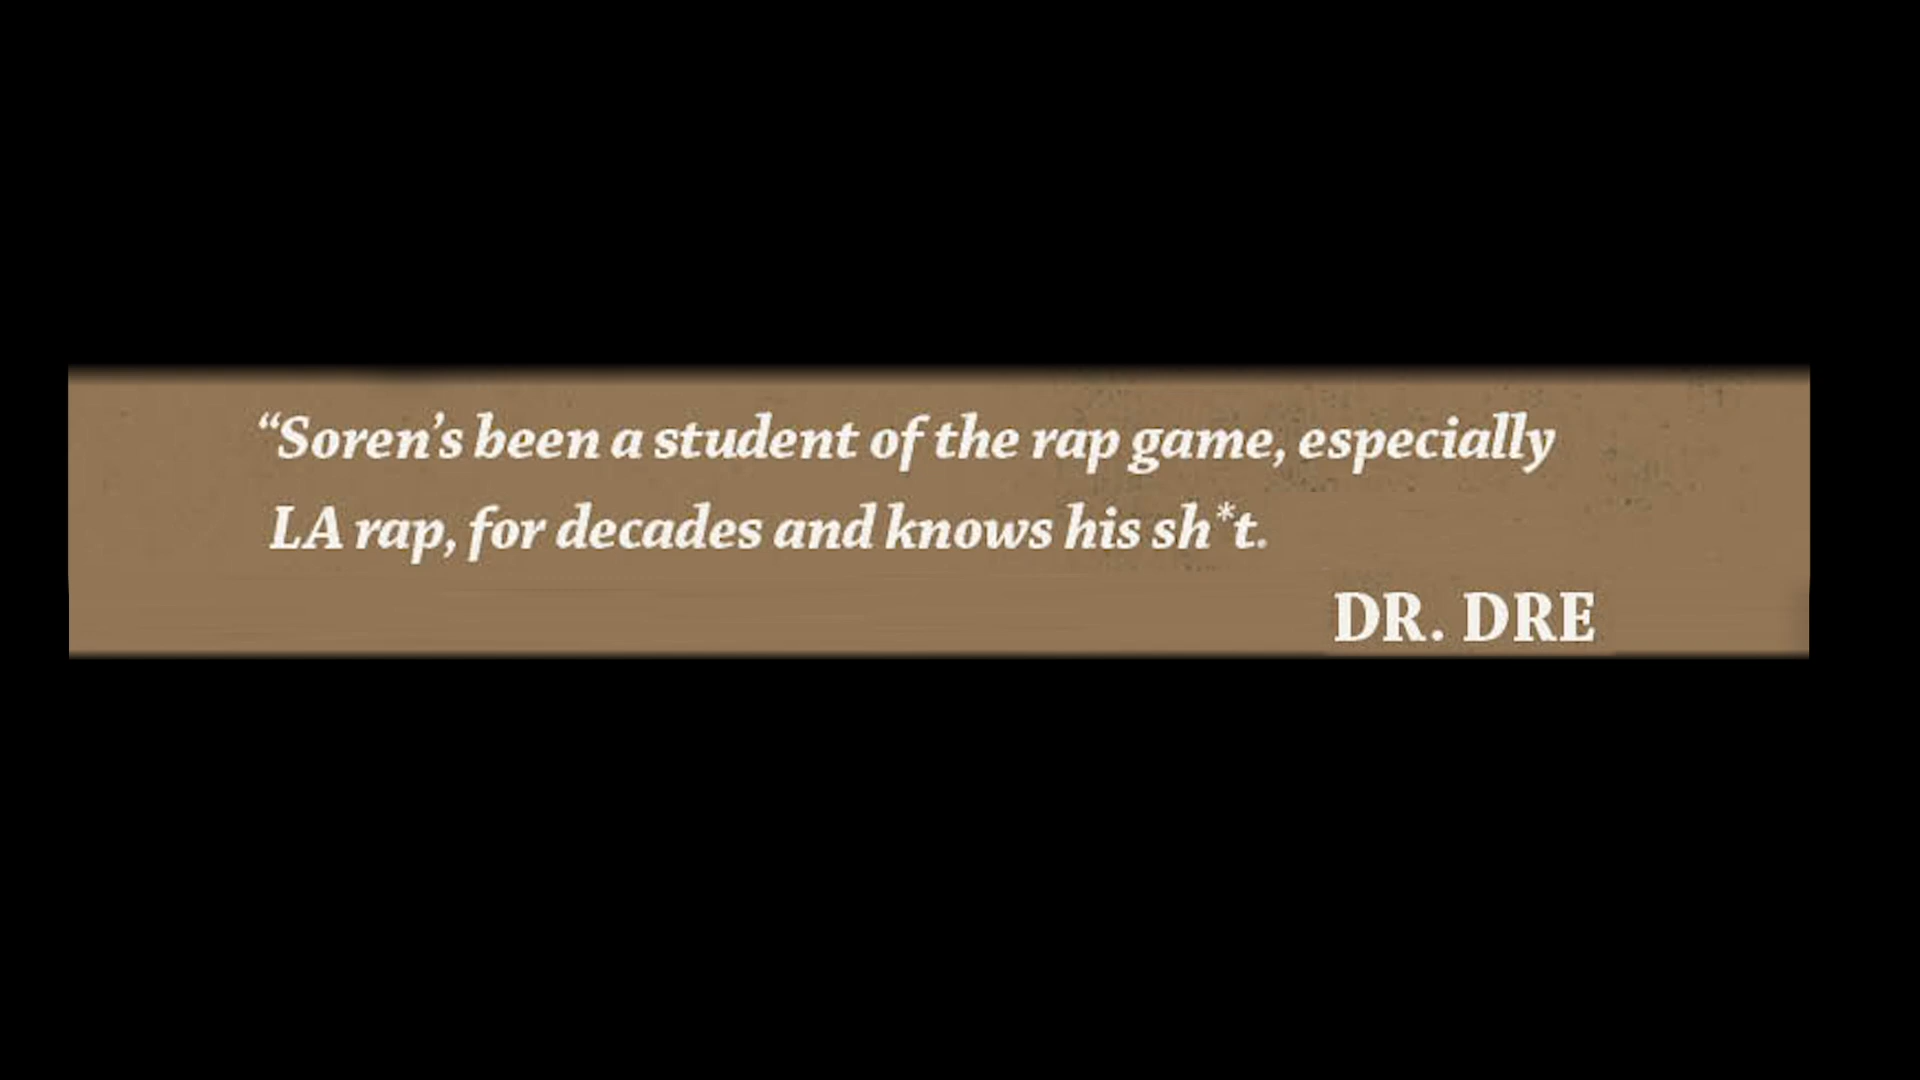 “Soren’s been a student of the rap game, especially
LA rap, for decades and knows his sh*t.
DR. DRE